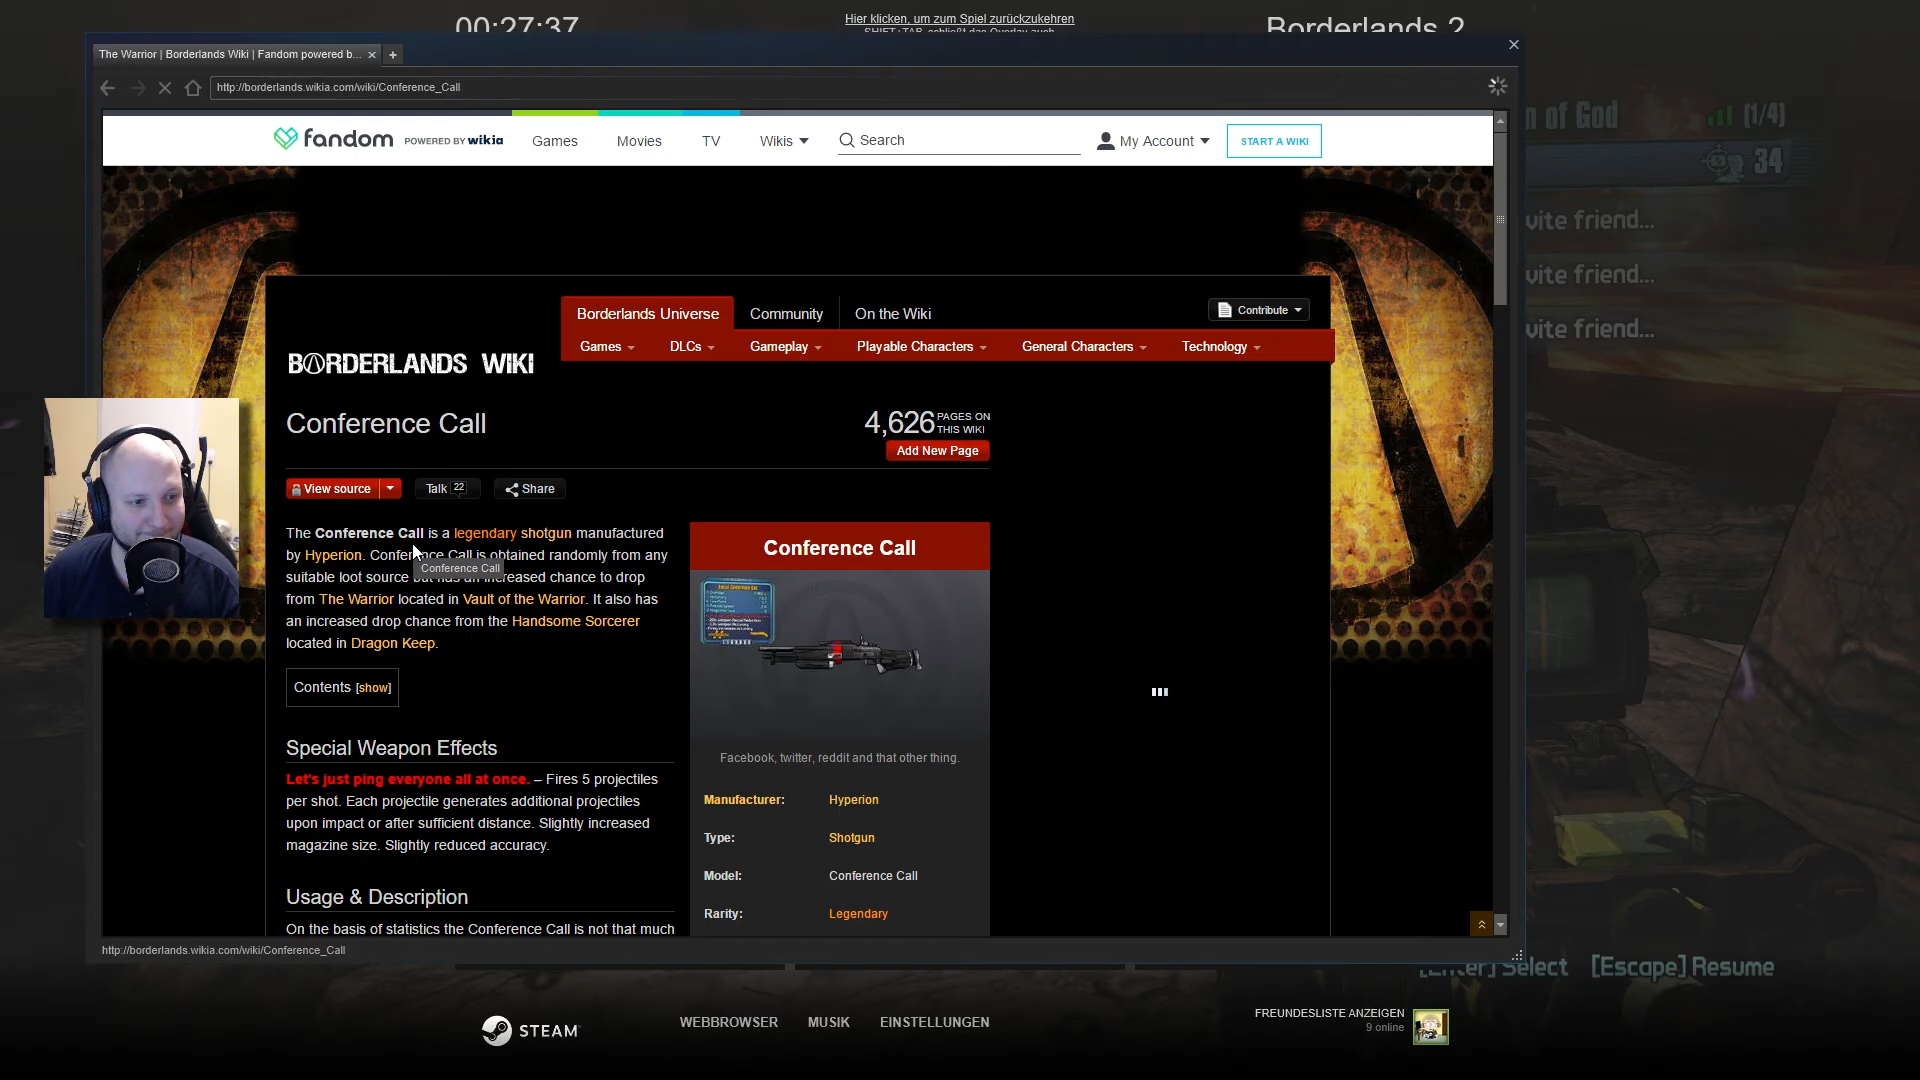 00:27:37
Hier klicken, um zum Spiel zurückzukehren
SHIFT+TAB schließt das Overlay auch
Borderlands 2
The Warrior | Borderlands Wiki | Fandom powered b...
http://borderlands.wikia.com/wiki/Conference_Call
fandom POWERED BY wikia
Games
Movies
TV
Wikis
Search
My Account
START A WIKI
n of God
(1/4)
34
vite friend...
vite friend...
vite friend...
Borderlands Universe
Community
On the Wiki
Contribute
Games
DLCs
Gameplay
Playable Characters
General Characters
Technology
BORDERLANDS WIKI
Conference Call
4,626 PAGES ON THIS WIKI
Add New Page
View source
Talk 22
Share
The Conference Call is a legendary shotgun manufactured
by Hyperion. Conference Call is obtained randomly from any
suitable loot source but has an increased chance to drop
Conference Call
from The Warrior located in Vault of the Warrior. It also has
an increased drop chance from the Handsome Sorcerer
located in Dragon Keep.
Contents [show]
Special Weapon Effects
Let's just ping everyone all at once. – Fires 5 projectiles
per shot. Each projectile generates additional projectiles
upon impact or after sufficient distance. Slightly increased
magazine size. Slightly reduced accuracy.
Usage & Description
On the basis of statistics the Conference Call is not that much
Conference Call
Facebook, twitter, reddit and that other thing.
Manufacturer: Hyperion
Type: Shotgun
Model: Conference Call
Rarity: Legendary
http://borderlands.wikia.com/wiki/Conference_Call
[Enter] Select [Escape] Resume
STEAM
WEBBROWSER
MUSIK
EINSTELLUNGEN
FREUNDESLISTE ANZEIGEN
9 online